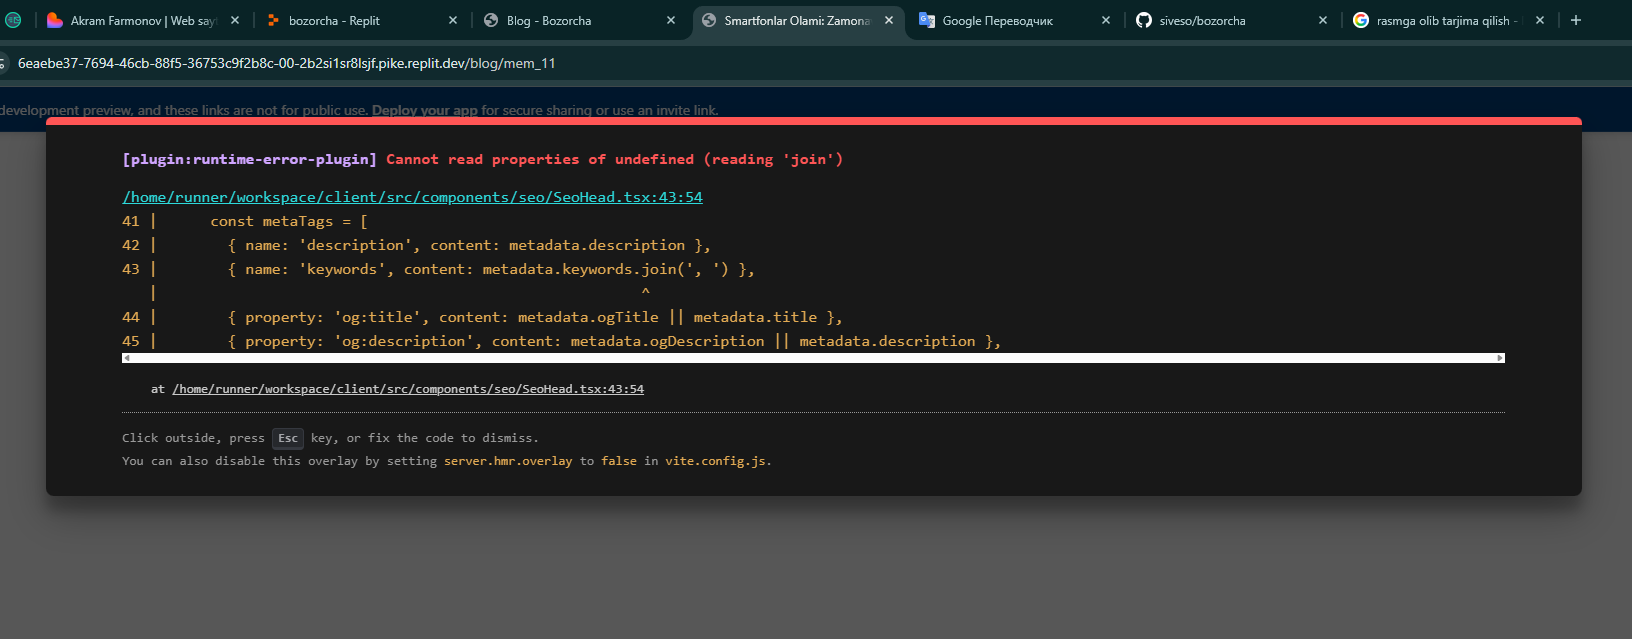 Akram Farmonov | Web sayt
bozorcha - Replit
Blog - Bozorcha
Smartfonlar Olami: Zamona
Google Переводчик
siveso/bozorcha
rasmga olib tarjima qilish -
6eaebe37-7694-46cb-88f5-36753c9f2b8c-00-2b2si1sr8lsjf.pike.replit.dev/blog/mem_11
development preview, and these links are not for public use. Deploy your app for secure sharing or use an invite link.
[plugin:runtime-error-plugin] Cannot read properties of undefined (reading 'join')
/home/runner/workspace/client/src/components/seo/SeoHead.tsx:43:54
41 |      const metaTags = [
42 |        { name: 'description', content: metadata.description },
43 |        { name: 'keywords', content: metadata.keywords.join(', ') },
   |                                                       ^
44 |        { property: 'og:title', content: metadata.ogTitle || metadata.title },
45 |        { property: 'og:description', content: metadata.ogDescription || metadata.description },
at /home/runner/workspace/client/src/components/seo/SeoHead.tsx:43:54
Click outside, press Esc key, or fix the code to dismiss.
You can also disable this overlay by setting server.hmr.overlay to false in vite.config.js.